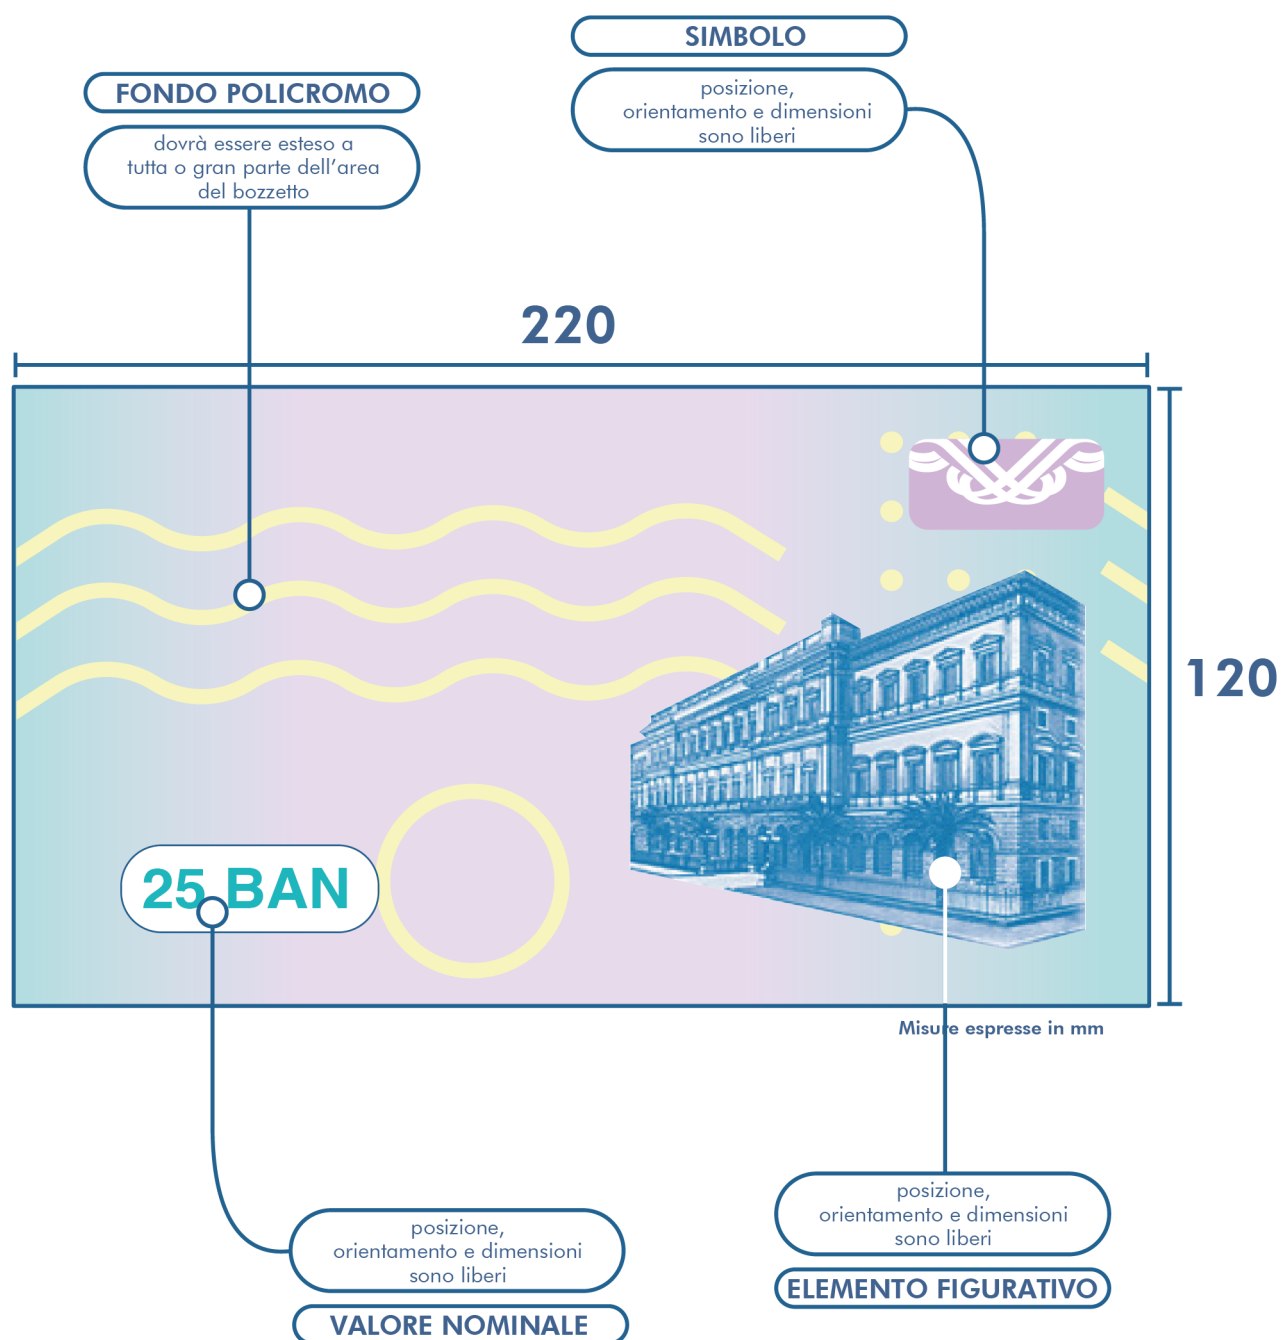 SIMBOLO
posizione,
orientamento e dimensioni
sono liberi
FONDO POLICROMO
dovrà essere esteso a
tutta o gran parte dell’area
del bozzetto
220
120
25 BAN
Misure espresse in mm
posizione,
orientamento e dimensioni
sono liberi
ELEMENTO FIGURATIVO
posizione,
orientamento e dimensioni
sono liberi
VALORE NOMINALE